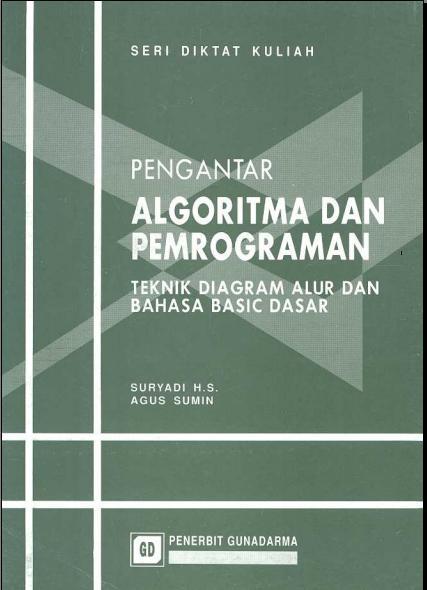 SERI DIKTAT KULIAH
PENGANTAR
ALGORITMA DAN
PEMROGRAMAN
TEKNIK DIAGRAM ALUR DAN
BAHASA BASIC DASAR
SURYADI H.S.
AGUS SUMIN
GD PENERBIT GUNADARMA